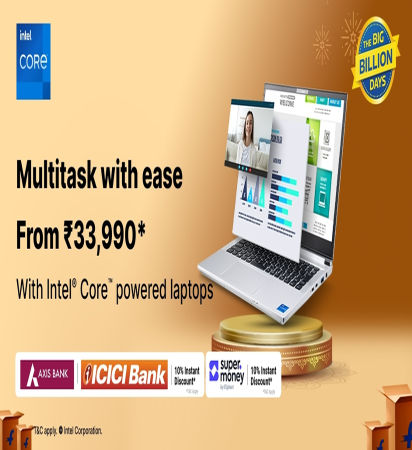 intel
CORE
THE BIG
BILLION
DAYS
WELCOME
Multitask with ease
From ₹33,990*
With Intel® Core™ powered laptops
AXIS BANK
ICICI Bank
10% Instant
Discount*
super.
money
10% Instant
Discount*
T&C apply. Intel Corporation.